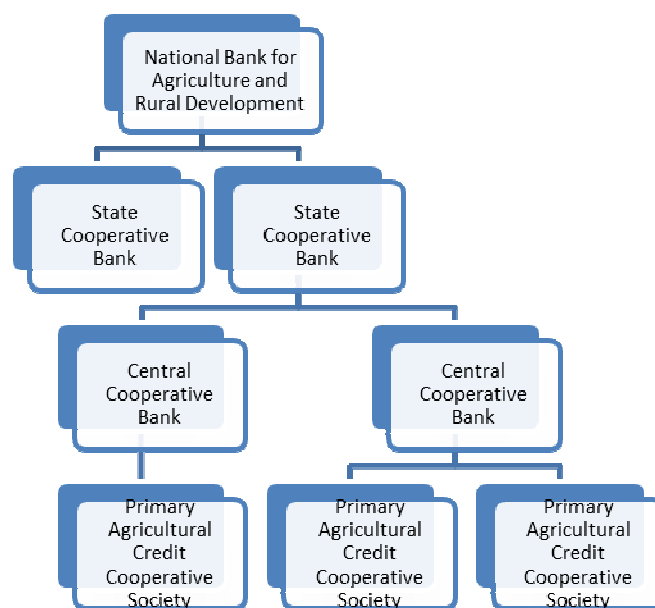 National Bank for
Agriculture and
Rural Development
State
Cooperative
Bank
State
Cooperative
Bank
Central
Cooperative
Bank
Central
Cooperative
Bank
Primary
Agricultural
Credit
Cooperative
Society
Primary
Agricultural
Credit
Cooperative
Society
Primary
Agricultural
Credit
Cooperative
Society